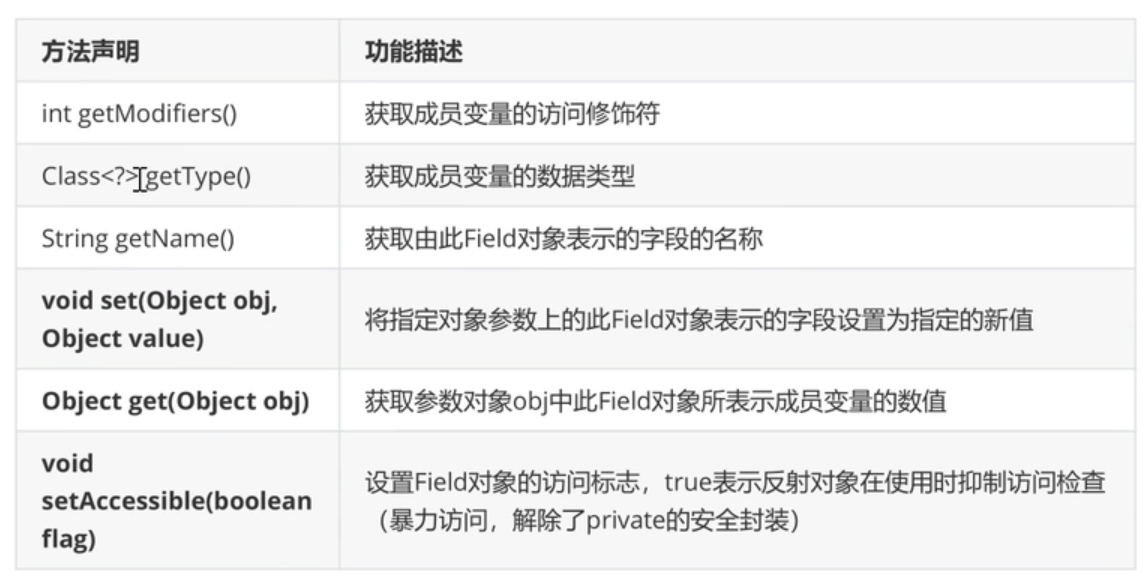 方法声明 功能描述
int getModifiers() 获取成员变量的访问修饰符
Class<?> getType() 获取成员变量的数据类型
String getName() 获取由此Field对象表示的字段的名称
void set(Object obj,
Object value)
将指定对象参数上的此Field对象表示的字段设置为指定的新值
Object get(Object obj) 获取参数对象obj中此Field对象所表示成员变量的数值
void
setAccessible(boolean
flag)
设置Field对象的访问标志，true表示反射对象在使用时抑制访问检查
（暴力访问，解除了private的安全封装）